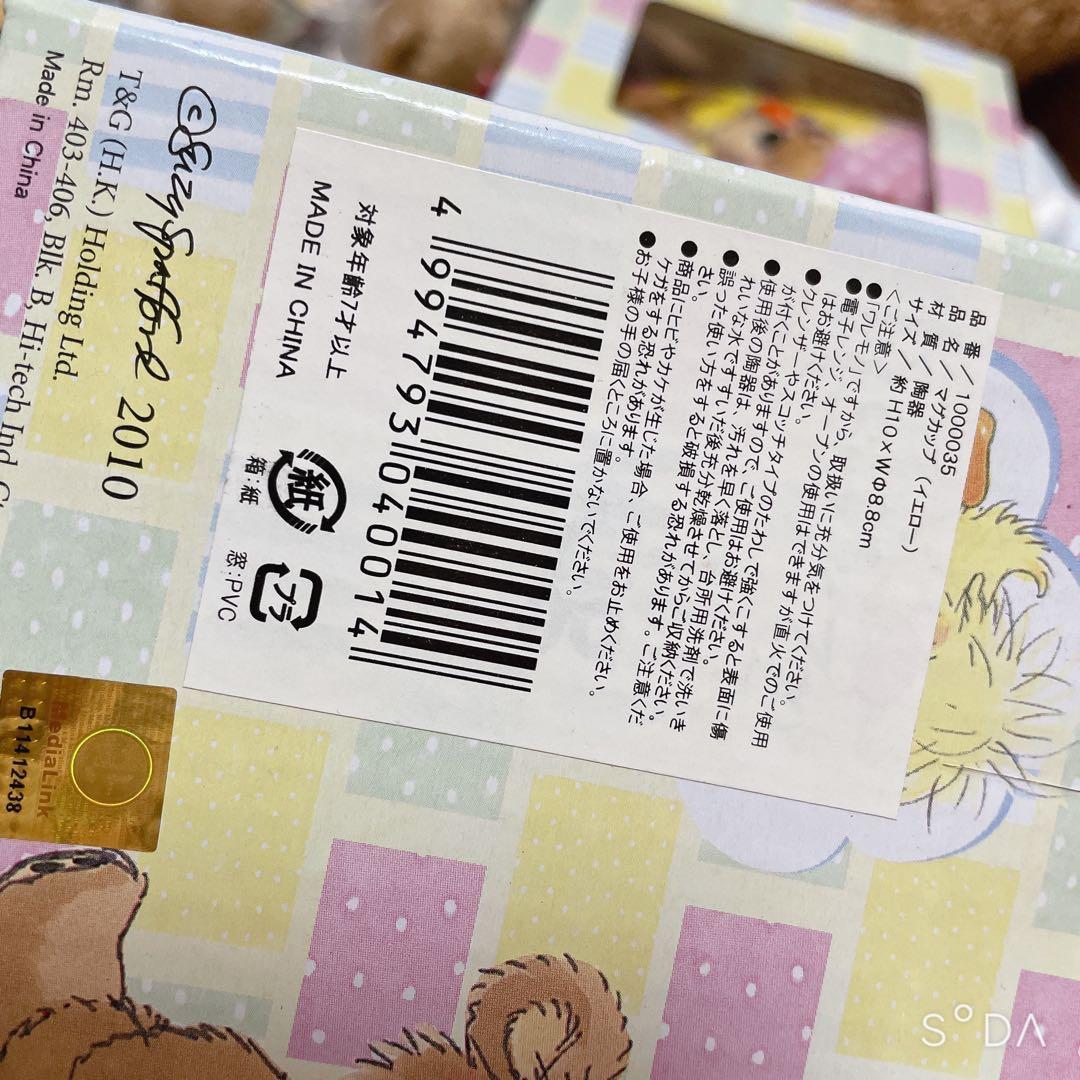 品番／1000035
品名／マグカップ（イエロー）
材質／陶器
サイズ／約H10×WΦ8.8cm
＜ご注意＞
●「ワレモノ」ですから、取扱いに充分気をつけてください。
●電子レンジ、オーブンの使用はできますが直火でのご使用
はお避けください。
●クレンザーやスコッチタイプのたわしで強くこすると表面に傷
が付くことがありますので、ご使用はお避けください。
●使用後の陶器は、汚れを早く落とし、台所用洗剤で洗いき
れいな水ですすいだ後充分乾燥させてからご収納ください。
●誤った使い方をすると破損する恐れがあります。ご注意くだ
さい。
●商品にヒビやカケが生じた場合、ご使用をお止めください。
ケガをする恐れがあります。
●お子様の手の届くところに置かないでください。
4 994793 040014
対象年齢7才以上
MADE IN CHINA
紙
箱:紙
プラ
窓:PVC
©Suzy Spafford 2010
T&G (H.K.) Holding Ltd.
Rm. 403-406, Blk. B, Hi-tech Ind. C
Made in China
MediaLink
B11412438
SODA